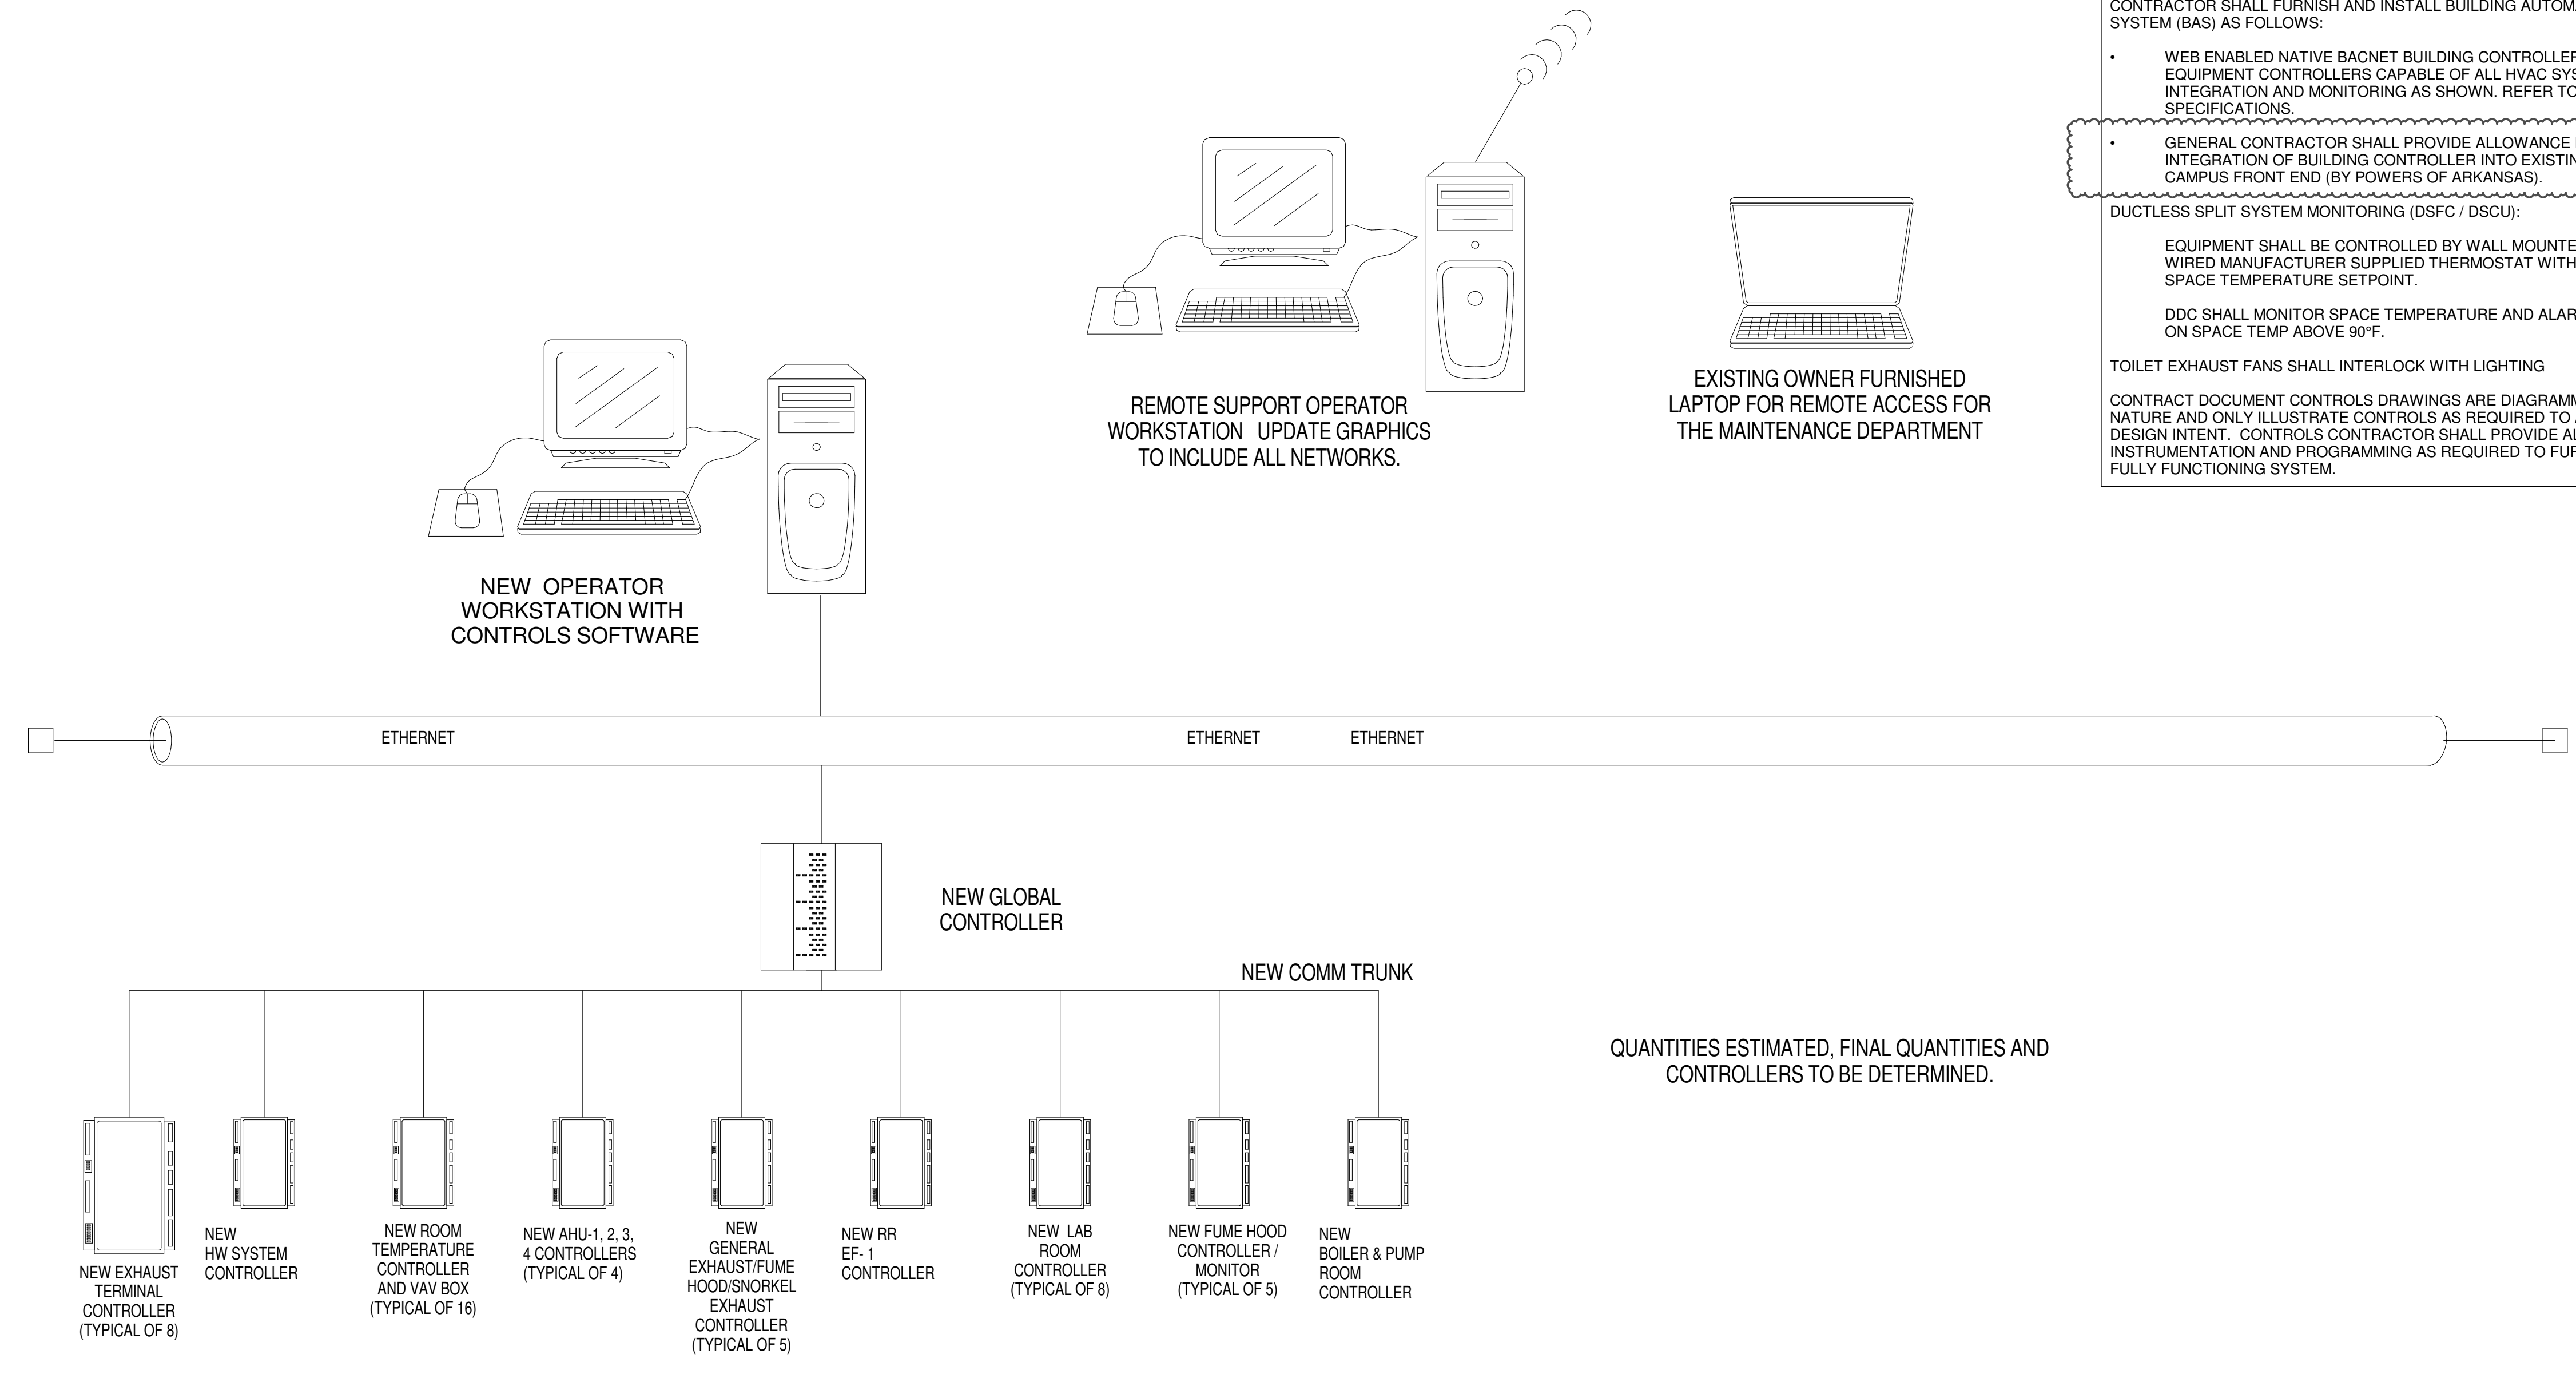 CONTRACTOR SHALL FURNISH AND INSTALL BUILDING
SYSTEM (BAS) AS FOLLOWS:
• WEB ENABLED NATIVE BACNET BUILDING
EQUIPMENT CONTROLLERS CAPABLE OF ALL HVAC
INTEGRATION AND MONITORING AS SHOWN. REFER TO
SPECIFICATIONS.
• GENERAL CONTRACTOR SHALL PROVIDE ALLOWANCE
INTEGRATION OF BUILDING CONTROLLER INTO
CAMPUS FRONT END (BY POWERS OF ARKANSAS).
DUCTLESS SPLIT SYSTEM MONITORING (DSFC / DSCU):
EQUIPMENT SHALL BE CONTROLLED BY WALL
WIRED MANUFACTURER SUPPLIED THERMOSTAT WITH
SPACE TEMPERATURE SETPOINT.
DDC SHALL MONITOR SPACE TEMPERATURE AND
ON SPACE TEMP ABOVE 90°F.
TOILET EXHAUST FANS SHALL INTERLOCK WITH LIGHTING
CONTRACT DOCUMENT CONTROLS DRAWINGS ARE
NATURE AND ONLY ILLUSTRATE CONTROLS AS REQUIRED TO
DESIGN INTENT. CONTROLS CONTRACTOR SHALL PROVIDE
INSTRUMENTATION AND PROGRAMMING AS REQUIRED TO
FULLY FUNCTIONING SYSTEM.
EXISTING OWNER FURNISHED
LAPTOP FOR REMOTE ACCESS FOR
THE MAINTENANCE DEPARTMENT
REMOTE SUPPORT OPERATOR
WORKSTATION UPDATE GRAPHICS
TO INCLUDE ALL NETWORKS.
NEW OPERATOR
WORKSTATION WITH
CONTROLS SOFTWARE
ETHERNET
ETHERNET
ETHERNET
NEW GLOBAL
CONTROLLER
NEW COMM TRUNK
QUANTITIES ESTIMATED, FINAL QUANTITIES AND
CONTROLLERS TO BE DETERMINED.
NEW EXHAUST
TERMINAL
CONTROLLER
(TYPICAL OF 8)
NEW
HW SYSTEM
CONTROLLER
NEW ROOM
TEMPERATURE
CONTROLLER
AND VAV BOX
(TYPICAL OF 16)
NEW AHU-1, 2, 3,
4 CONTROLLERS
(TYPICAL OF 4)
NEW
GENERAL
EXHAUST/FUME
HOOD/SNORKEL
EXHAUST
CONTROLLER
(TYPICAL OF 5)
NEW RR
EF- 1
CONTROLLER
NEW LAB
ROOM
CONTROLLER
(TYPICAL OF 8)
NEW FUME HOOD
CONTROLLER /
MONITOR
(TYPICAL OF 5)
NEW
BOILER & PUMP
ROOM
CONTROLLER